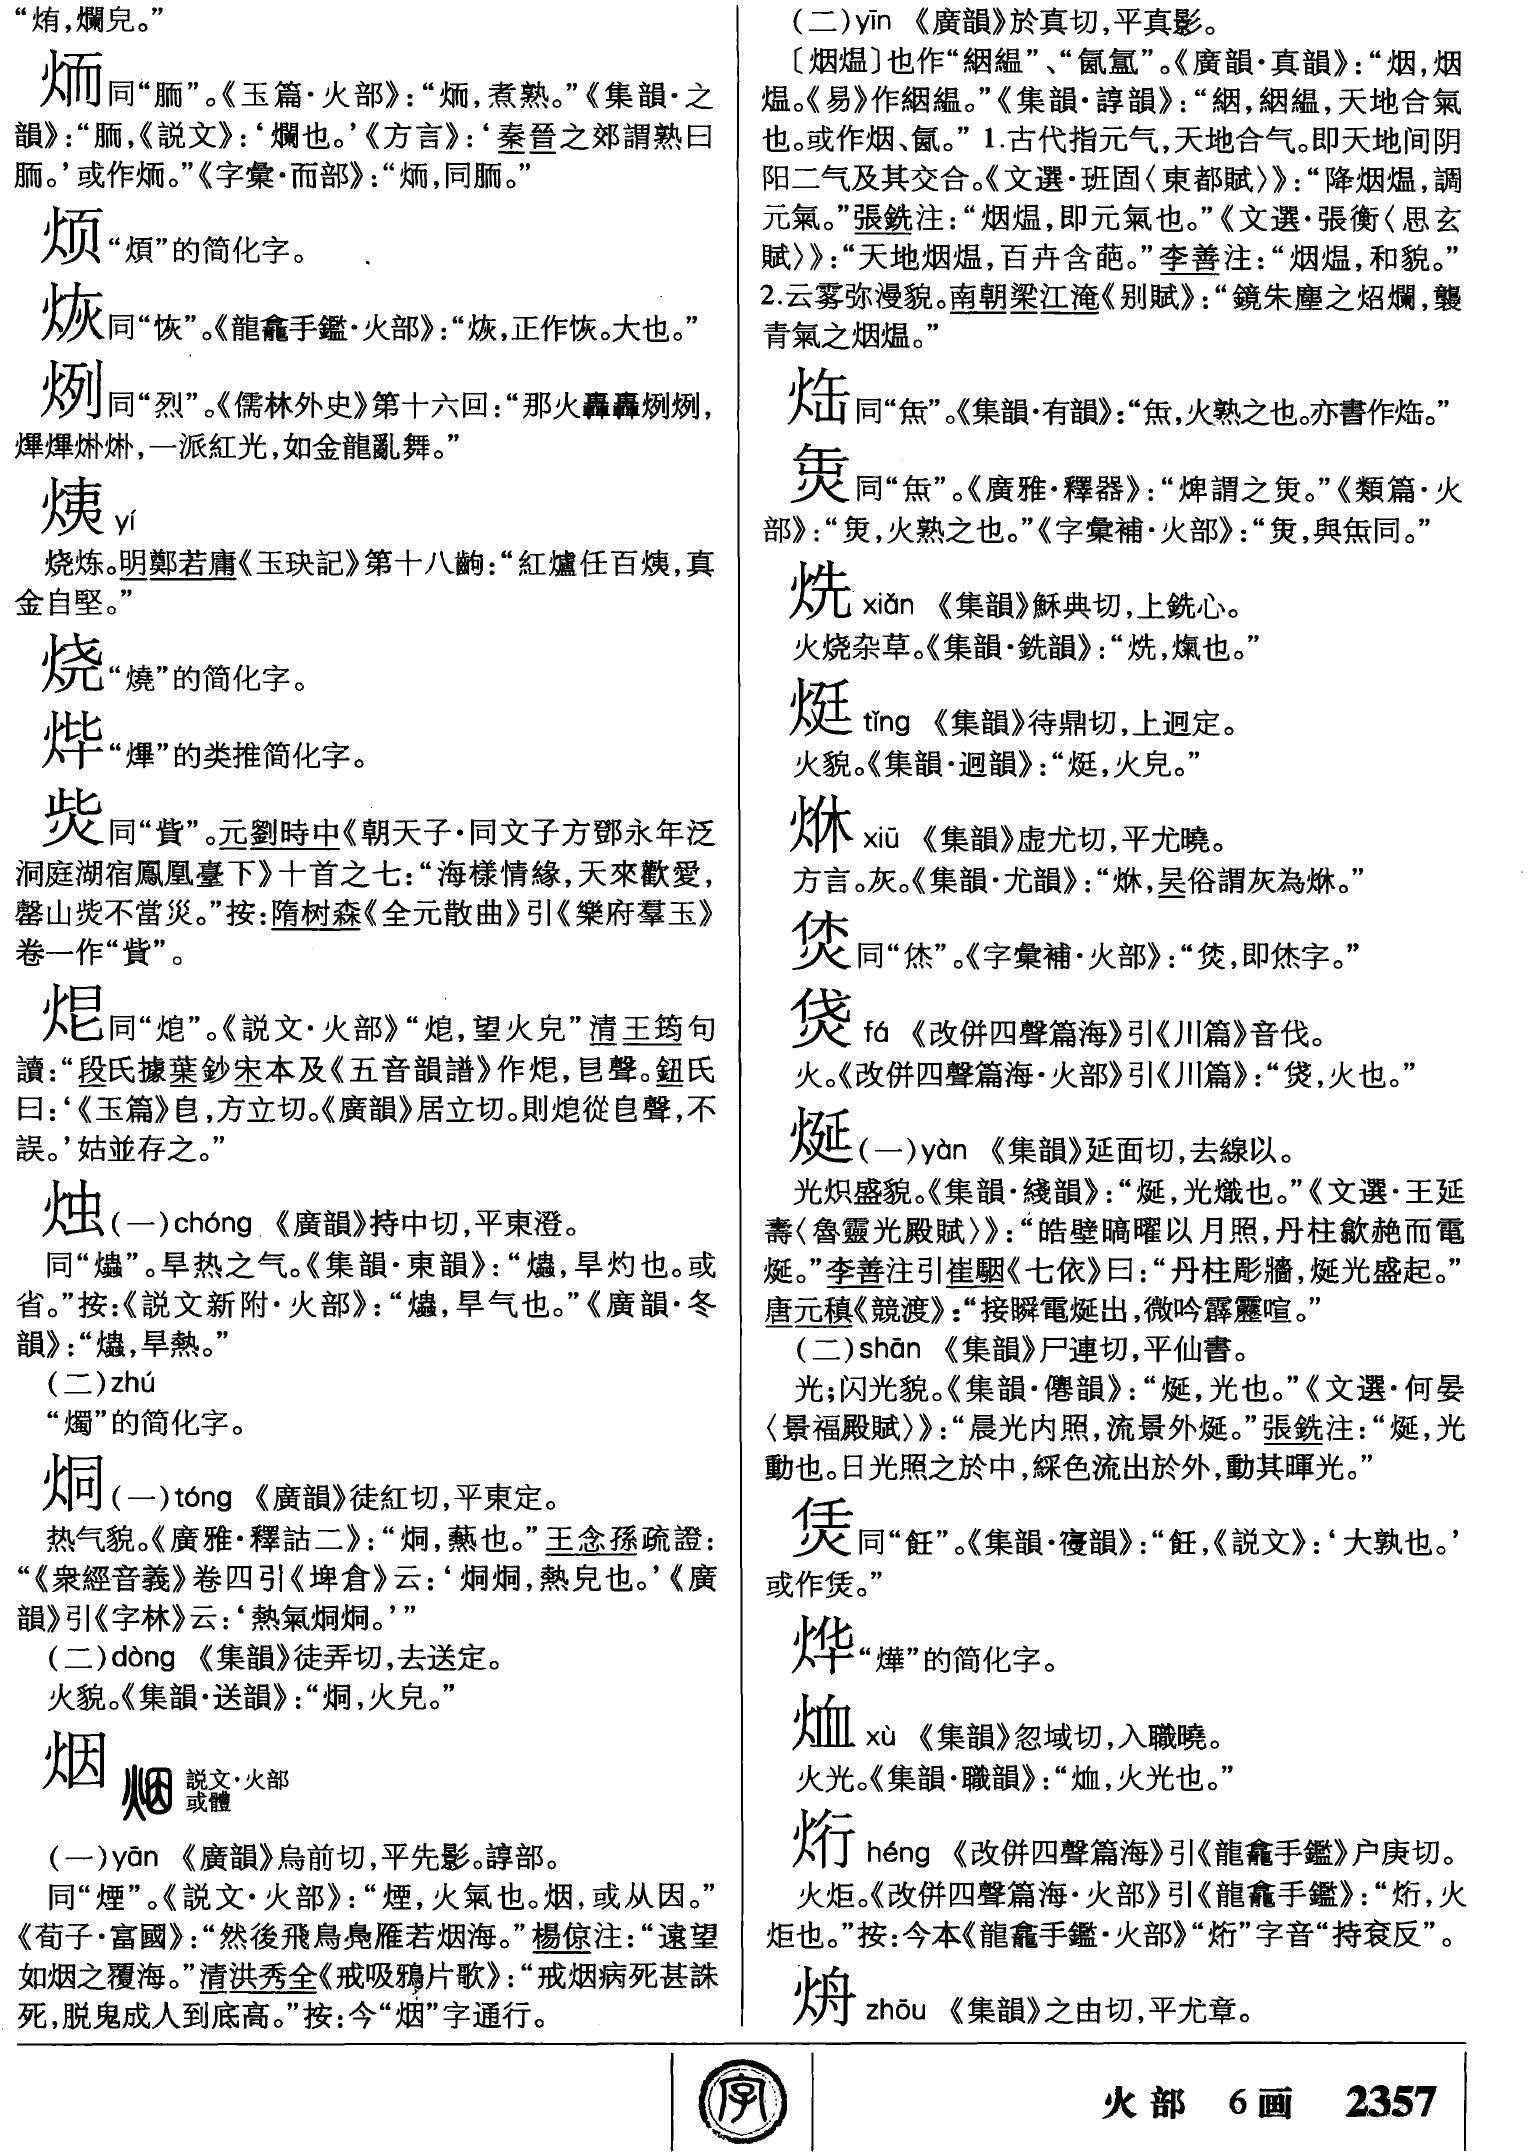 “烠，爛皃。”
烦同“胹”。《玉篇·火部》：“𤈔，煮熟。”《集韻·之
韻》：“胹，《説文》：‘爛也。’《方言》：‘秦晉之郊謂熟曰
胹。’或作𤈔。”《字彙·而部》：“𤈔，同胹。”
烦“煩”的简化字。
烣同“恢”。《龍龕手鑑·火部》：“烣，正作恢。大也。”
烮同“烈”。《儒林外史》第十六回：“那火轟轟烮烮，
熚熚烞烞，一派紅光，如金龍亂舞。”
𤆽 yí
烧炼。明鄭若庸《玉玦記》第十八齣：“紅爐任百𤆽，真
金自堅。”
烧“燒”的简化字。
烨“熚”的类推简化字。
烾同“貲”。元劉時中《朝天子·同文子方鄧永年泛
洞庭湖宿鳳凰臺下》十首之七：“海樣情緣，天來歡愛，
罄山㱔不當災。”按：隋树森《全元散曲》引《樂府羣玉》
卷一作“貲”。
炿同“炮”。《説文·火部》“㷎，望火皃”清王筠句
讀：“段氏據葉鈔宋本及《五音韻譜》作㷎，皀聲。鈕氏
曰：‘《玉篇》皀，方立切。《廣韻》居立切。則㷎從皀聲，不
誤。’姑並存之。”
烛(一)chóng 《廣韻》持中切，平東澄。
同“爞”。旱热之气。《集韻·東韻》：“爞，旱灼也。或
省。”按：《説文新附·火部》：“爞，旱气也。”《廣韻·冬
韻》：“爞，旱熱。”
(二)zhú
“燭”的简化字。
烔(一)tóng 《廣韻》徒紅切，平東定。
热气貌。《廣雅·釋詁二》：“烔，爇也。”王念孫疏證：
“《衆經音義》卷四引《埤倉》云：‘烔烔，熱皃也。’《廣
韻》引《字林》云：‘熱氣烔烔。’”
(二)dòng 《集韻》徒弄切，去送定。
火貌。《集韻·送韻》：“烔，火皃。”
烟 説文·火部
或體
(一)yān 《廣韻》烏前切，平先影。諄部。
同“煙”。《説文·火部》：“煙，火氣也。烟，或从因。”
《荀子·富國》：“然後飛鳥鳧雁若烟海。”楊倞注：“遠望
如烟之覆海。”清洪秀全《戒吸鴉片歌》：“戒烟病死甚誅
死，脱鬼成人到底高。”按：今“烟”字通行。
(二)yīn 《廣韻》於真切，平真影。
〔烟熅〕也作“絪緼”、“氤氲”。《廣韻·真韻》：“烟，烟
熅。《易》作絪緼。”《集韻·諄韻》：“絪，絪緼，天地合氣
也。或作烟、氤。” 1.古代指元气，天地合气。即天地间阴
阳二气及其交合。《文選·班固〈東都賦〉》：“降烟熅，調
元氣。”張銑注：“烟熅，即元氣也。”《文選·張衡〈思玄
賦〉》：“天地烟熅，百卉含葩。”李善注：“烟熅，和貌。”
2.云雾弥漫貌。南朝梁江淹《别賦》：“鏡朱塵之炤爛，襲
青氣之烟熅。”
𤇆同“缹”。《集韻·有韻》：“缹，火熟之也。亦書作𤇆。”
𤇲同“缹”。《廣雅·釋器》：“焷謂之𤇲。”《類篇·火
部》：“𤇲，火熟之也。”《字彙補·火部》：“𤇲，與缹同。”
烍 xiǎn 《集韻》穌典切，上銑心。
火烧杂草。《集韻·銑韻》：“烍，爑也。”
烶 tǐng 《集韻》待鼎切，上迥定。
火貌。《集韻·迥韻》：“烶，火皃。”
烌 xiū 《集韻》虚尤切，平尤曉。
方言。灰。《集韻·尤韻》：“烌，吴俗謂灰為烌。”
𤇨同“烋”。《字彙補·火部》：“𤇨，即烋字。”
𤇰 fá 《改併四聲篇海》引《川篇》音伐。
火。《改併四聲篇海·火部》引《川篇》：“𤇰，火也。”
烻(一)yàn 《集韻》延面切，去線以。
光炽盛貌。《集韻·綫韻》：“烻，光熾也。”《文選·王延
壽〈魯靈光殿賦〉》：“皓壁暠曜以月照，丹柱歙赩而電
烻。”李善注引崔駰《七依》曰：“丹柱彫牆，烻光盛起。”
唐元稹《競渡》：“接瞬電烻出，微吟霹靂喧。”
(二)shān 《集韻》尸連切，平仙書。
光；闪光貌。《集韻·僊韻》：“烻，光也。”《文選·何晏
〈景福殿賦〉》：“晨光内照，流景外烻。”張銑注：“烻，光
動也。日光照之於中，綵色流出於外，動其暉光。”
𤇯同“飪”。《集韻·𡪢韻》：“飪，《説文》：‘大孰也。’
或作𤇯。”
烨“燁”的简化字。
烅 xù 《集韻》忽域切，入職曉。
火光。《集韻·職韻》：“烅，火光也。”
烆 héng 《改併四聲篇海》引《龍龕手鑑》户庚切。
火炬。《改併四聲篇海·火部》引《龍龕手鑑》：“烆，火
炬也。”按：今本《龍龕手鑑·火部》“烆”字音“持袞反”。
烐 zhōu 《集韻》之由切，平尤章。
字
火部 6画 2357